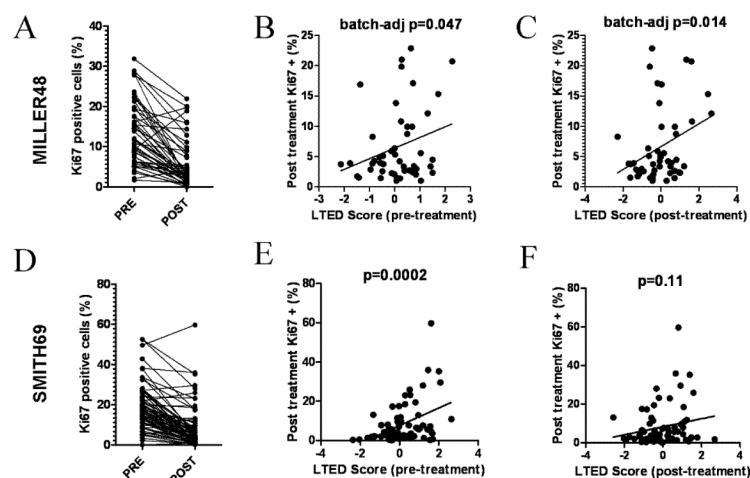 A
MILLER48
Ki67 positive cells (%)
40
30
20
10
0
PRE
POST
B
batch-adj p=0.047
Post treatment Ki67 + (%)
25
20
15
10
5
0
-3
-2
-1
0
1
2
3
LTED Score (pre-treatment)
C
batch-adj p=0.014
Post treatment Ki67 + (%)
25
20
15
10
5
0
-4
-2
0
2
4
LTED Score (post-treatment)
D
SMITH69
Ki67 positive cells (%)
80
60
40
20
0
PRE
POST
E
p=0.0002
Post treatment Ki67 + (%)
80
60
40
20
0
-4
-2
0
2
4
LTED Score (pre-treatment)
F
p=0.11
Post treatment Ki67 + (%)
80
60
40
20
0
-4
-2
0
2
4
LTED Score (post-treatment)